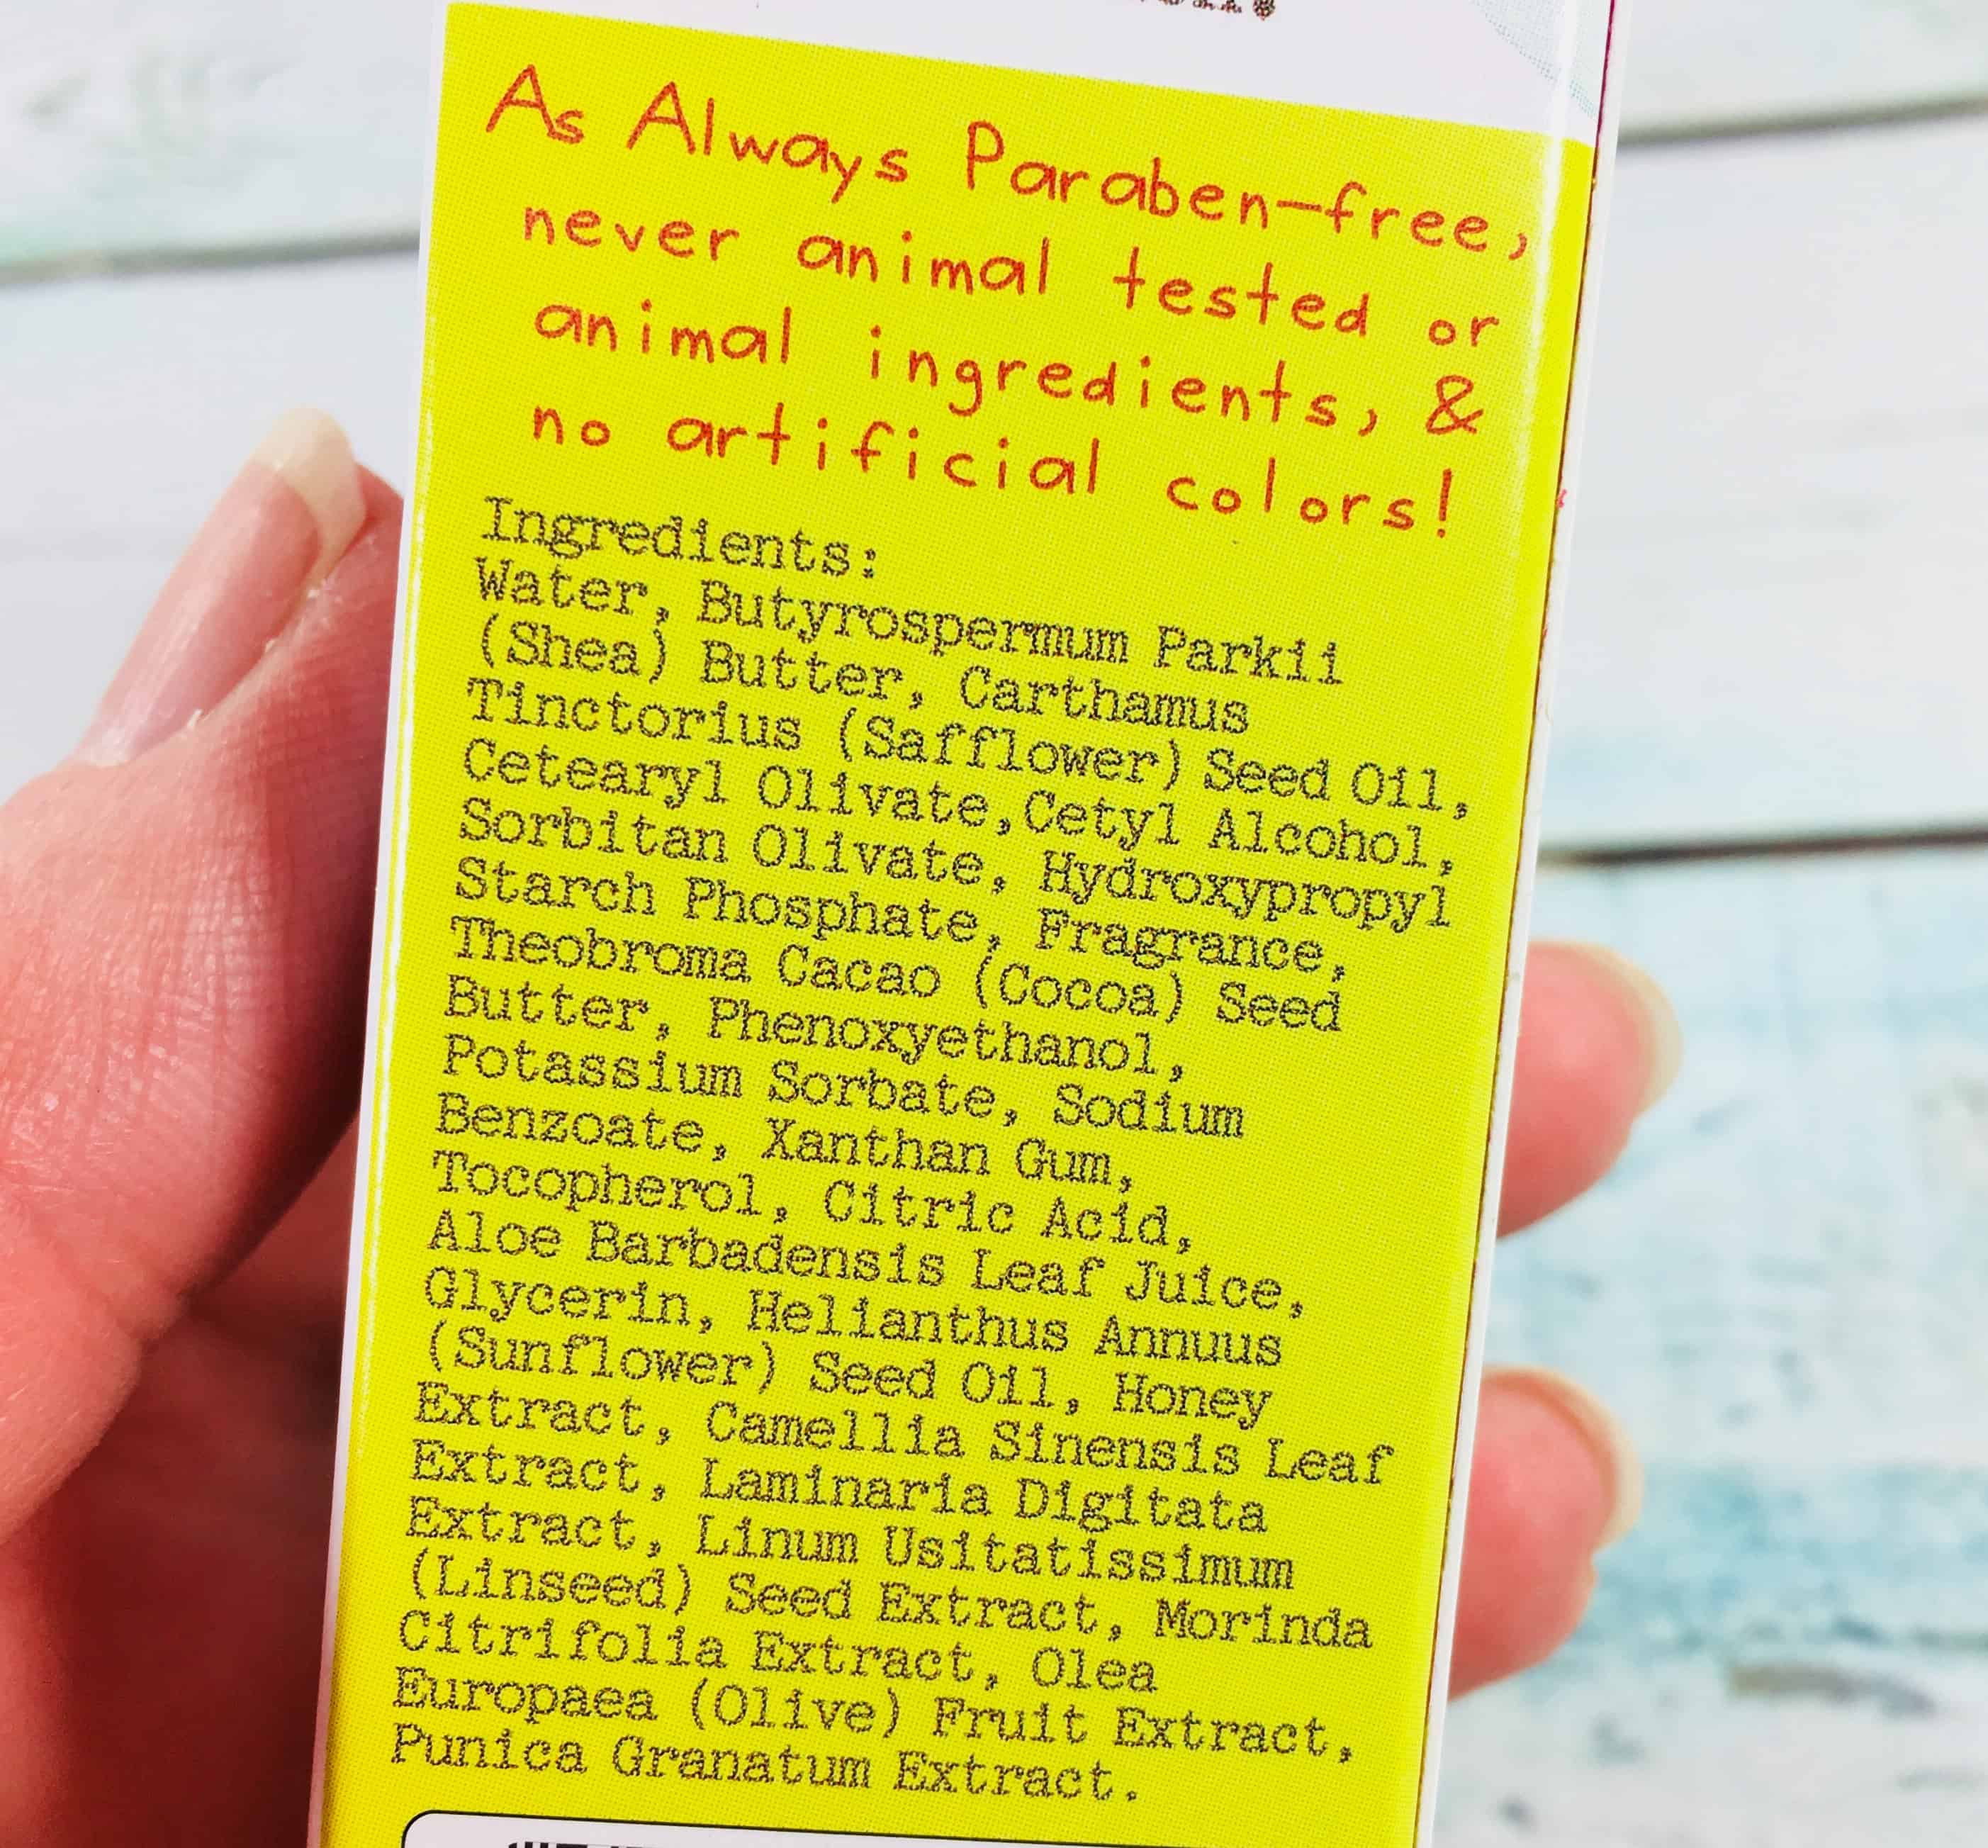 As Always Paraben-free,
never animal tested or
animal ingredients, &
no artificial colors!
Ingredients:
Water, Butyrospermum Parkii
(Shea) Butter, Carthamus
Tinctorius (Safflower) Seed Oil,
Cetearyl Olivate,Cetyl Alcohol,
Sorbitan Olivate, Hydroxypropyl
Starch Phosphate, Fragrance,
Theobroma Cacao (Cocoa) Seed
Butter, Phenoxyethanol,
Potassium Sorbate, Sodium
Benzoate, Xanthan Gum,
Tocopherol, Citric Acid,
Aloe Barbadensis Leaf Juice,
Glycerin, Helianthus Annuus
(Sunflower) Seed Oil, Honey
Extract, Camellia Sinensis Leaf
Extract, Laminaria Digitata
Extract, Linum Usitatissimum
(Linseed) Seed Extract, Morinda
Citrifolia Extract, Olea
Europaea (Olive) Fruit Extract,
Punica Granatum Extract.